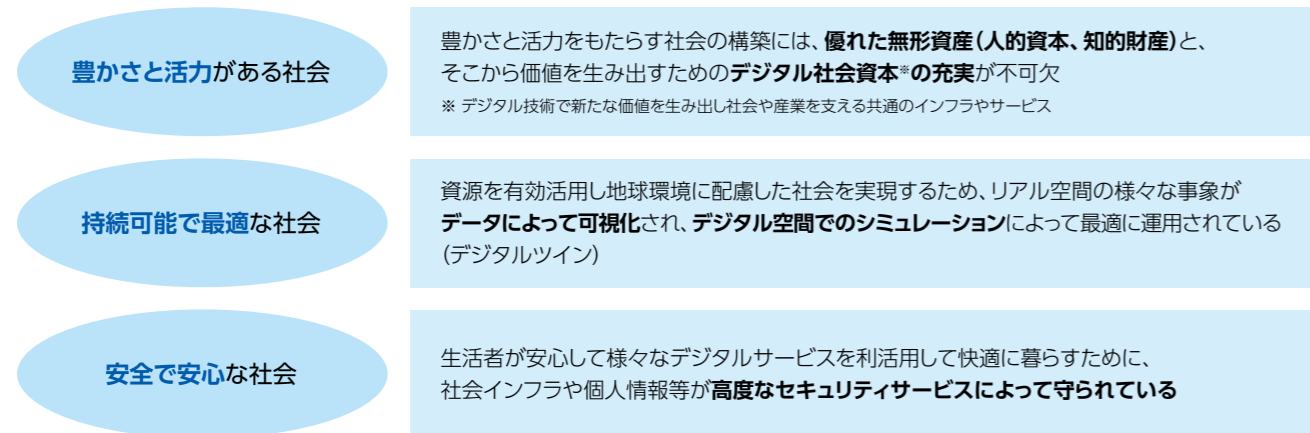 豊かさと活力がある社会
豊かさと活力をもたらす社会の構築には、優れた無形資産(人的資本、知的財産)と、
そこから価値を生み出すためのデジタル社会資本※の充実が不可欠
※ デジタル技術で新たな価値を生み出し社会や産業を支える共通のインフラやサービス
持続可能で最適な社会
資源を有効活用し地球環境に配慮した社会を実現するため、リアル空間の様々な事象が
データによって可視化され、デジタル空間でのシミュレーションによって最適に運用されている
(デジタルツイン)
安全で安心な社会
生活者が安心して様々なデジタルサービスを利活用して快適に暮らすために、
社会インフラや個人情報等が高度なセキュリティサービスによって守られている